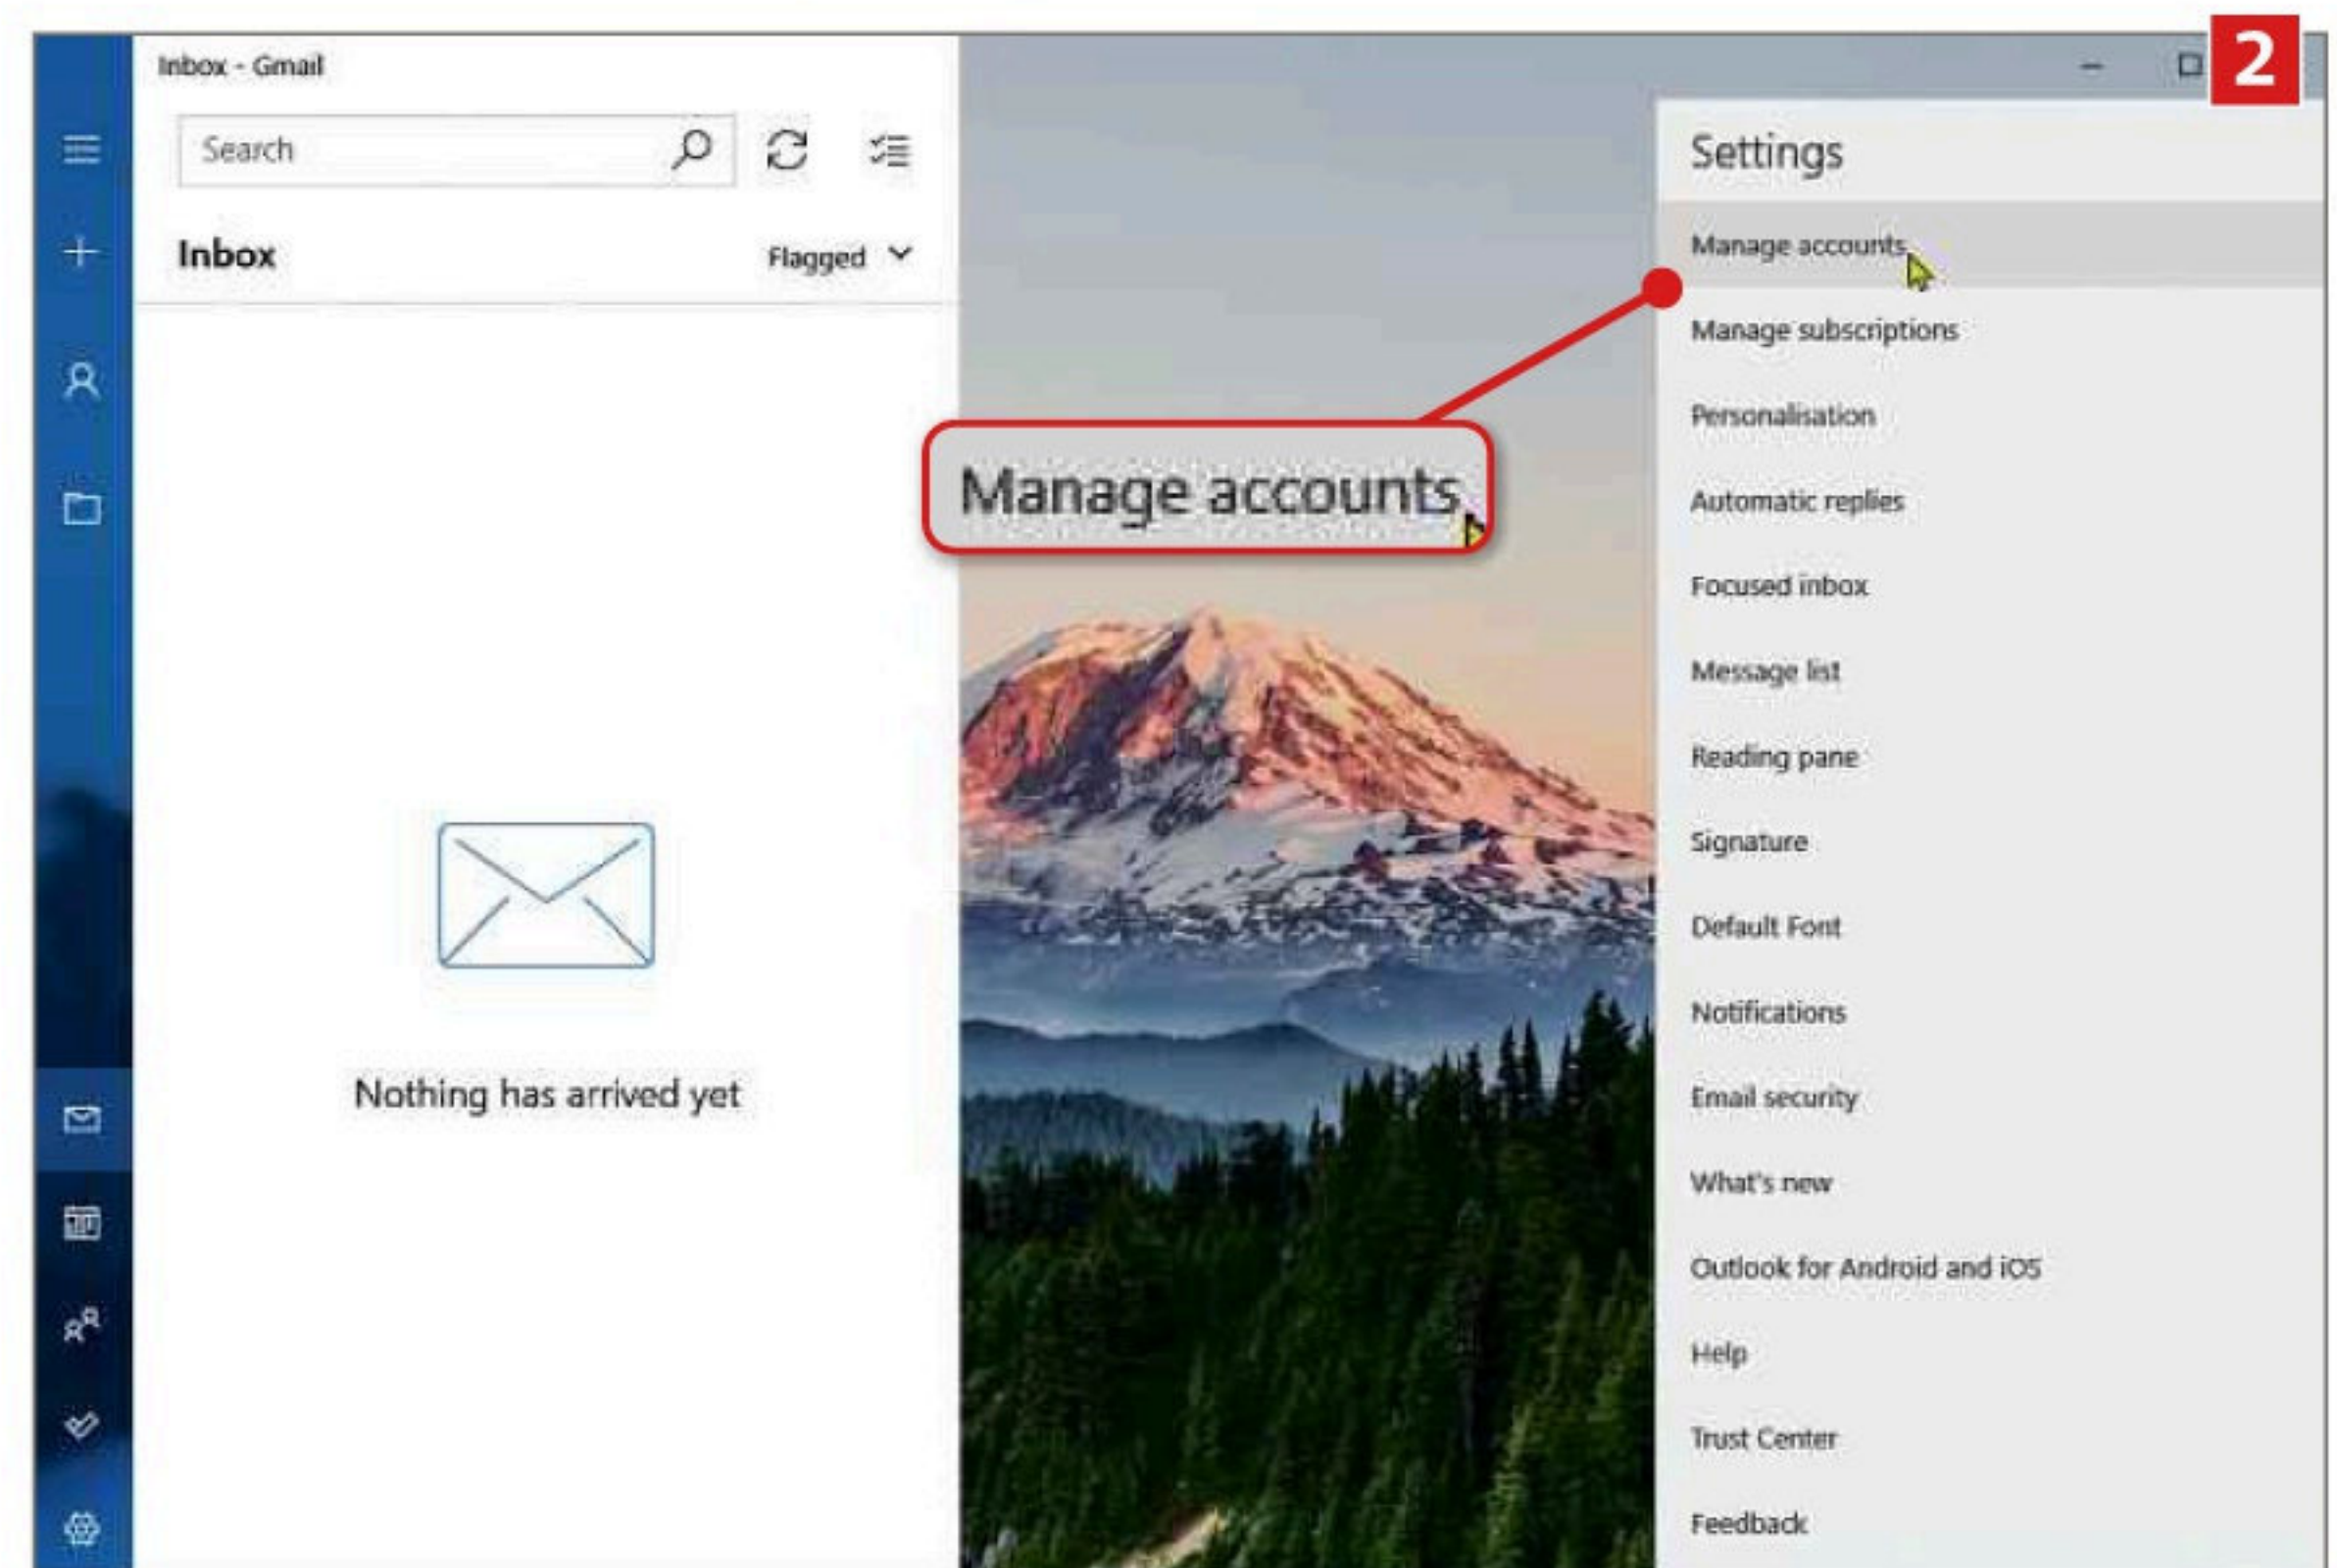 2
Inbox - Gmail
Search
Inbox
Flagged
Nothing has arrived yet
Manage accounts
Settings
Manage accounts
Manage subscriptions
Personalisation
Automatic replies
Focused inbox
Message list
Reading pane
Signature
Default Font
Notifications
Email security
What's new
Outlook for Android and iOS
Help
Trust Center
Feedback